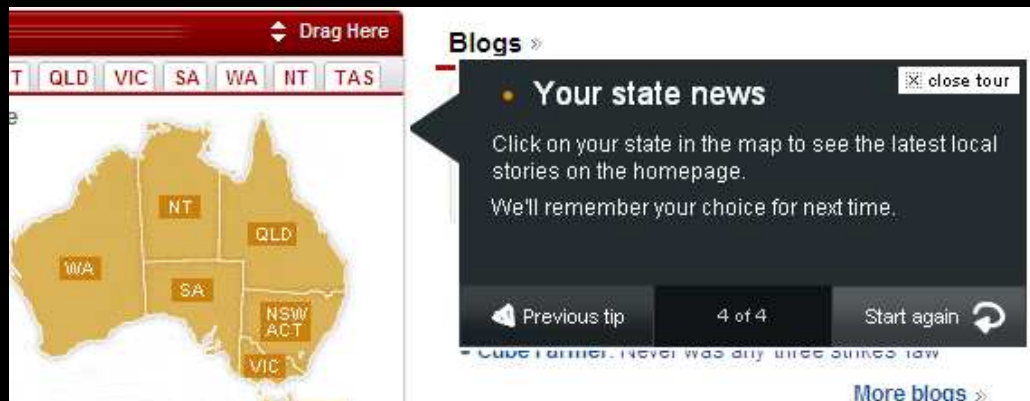 Drag Here
T QLD VIC SA WA NT TAS
e
NT
QLD
WA
SA
NSW
ACT
VIC
Blogs »
Your state news
close tour
Click on your state in the map to see the latest local
stories on the homepage.
We'll remember your choice for next time.
Previous tip
4 of 4
Start again
Cube Farmer: Never was any three strikes law
More blogs »